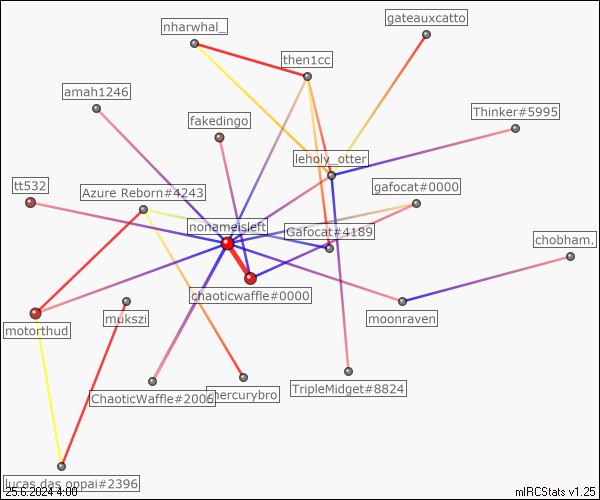 gateauxcatto
nharwhal_
then1cc
amah1246
Thinker#5995
fakedingo
leholy_otter
tt532
Azure Reborn#4243
gafocat#0000
nonameisleft
Gafocat#4189
chobham.
chaoticwaffle#0000
mukszi
moonraven
motorthud
TripleMidget#8824
ChaoticWaffle#2006
mercurybro
lucas das oppai#2396
25.6.2024 4:00
mIRCStats v1.25